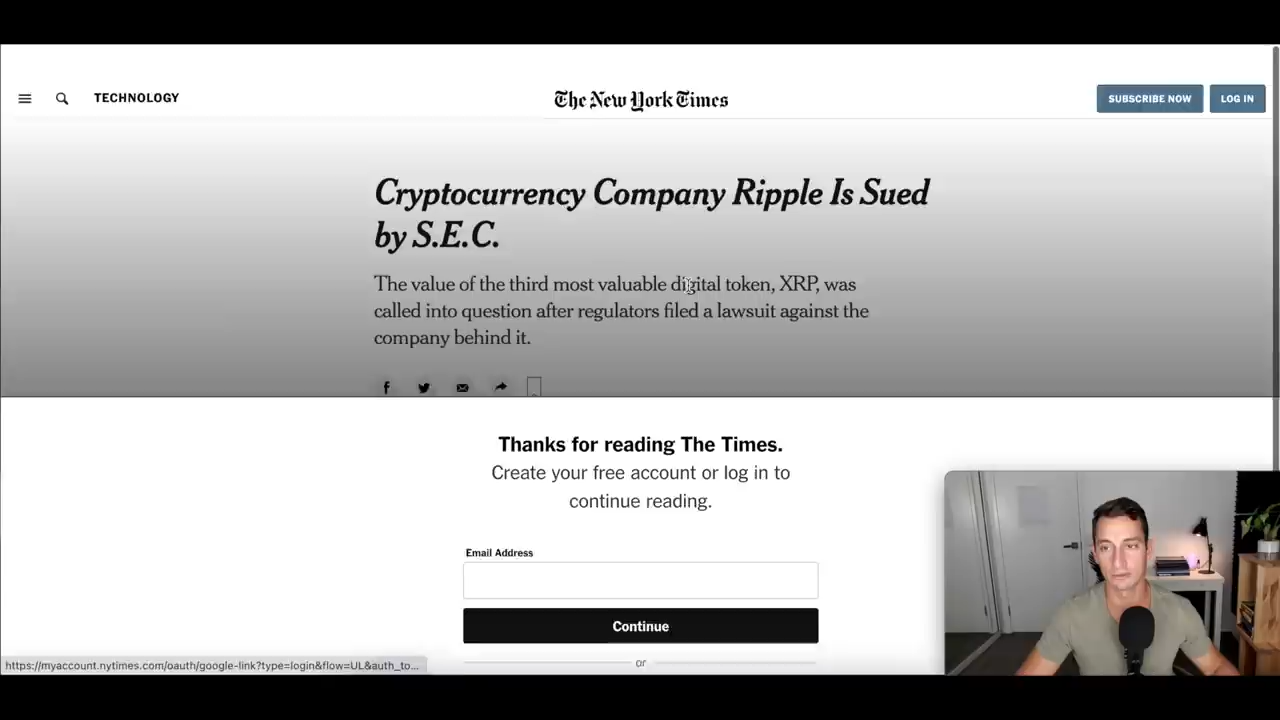 TECHNOLOGY
The New York Times
SUBSCRIBE NOW
LOG IN
Cryptocurrency Company Ripple Is Sued
by S.E.C.
The value of the third most valuable digital token, XRP, was
called into question after regulators filed a lawsuit against the
company behind it.
Thanks for reading The Times.
Create your free account or log in to
continue reading.
Email Address
Continue
or
https://myaccount.nytimes.com/oauth/google-link?type=login&flow=UL&auth_to...